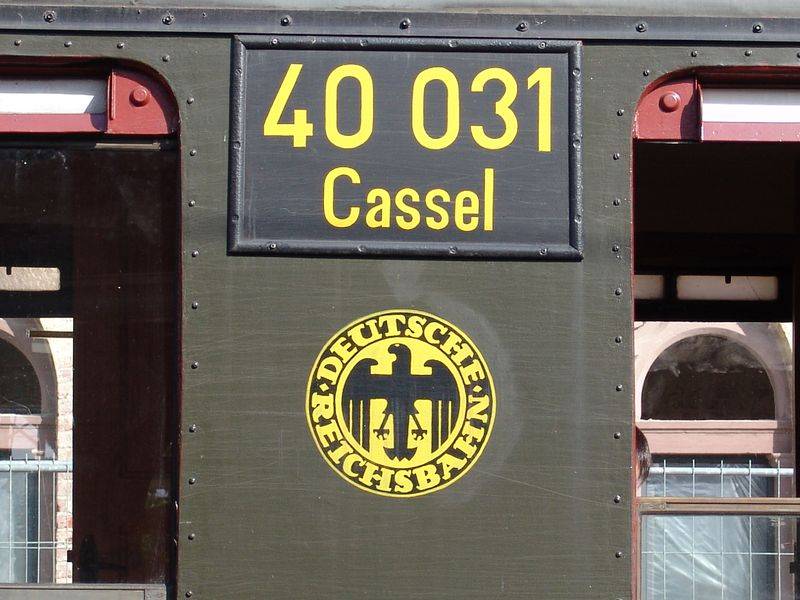 40 031
Cassel
DEUTSCHE
REICHSBAHN